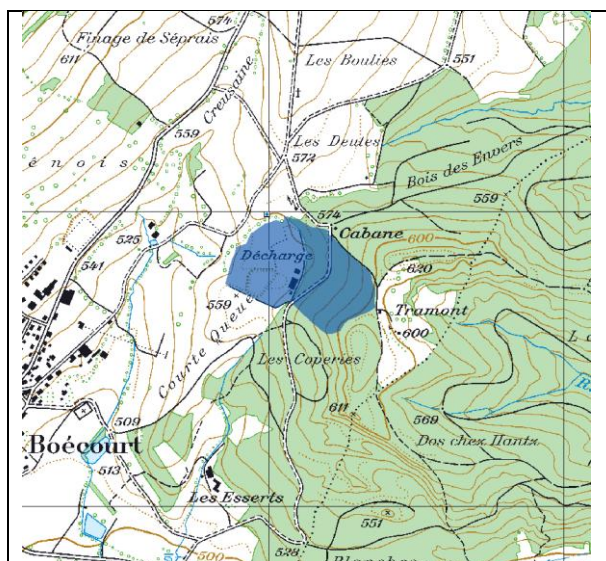 574
Finage de Séprais
611
Les Boulies
551
Creusaine
559
Les Deutes
572
énois
Bois des Envers
559
574
Cabane
525
600
Décharge
541
620
559
Tramont
600
Courte Queue
Les Coperies
611
569
Dos chez Hantz
509
Boécourt
513
Les Esserts
551
500
528